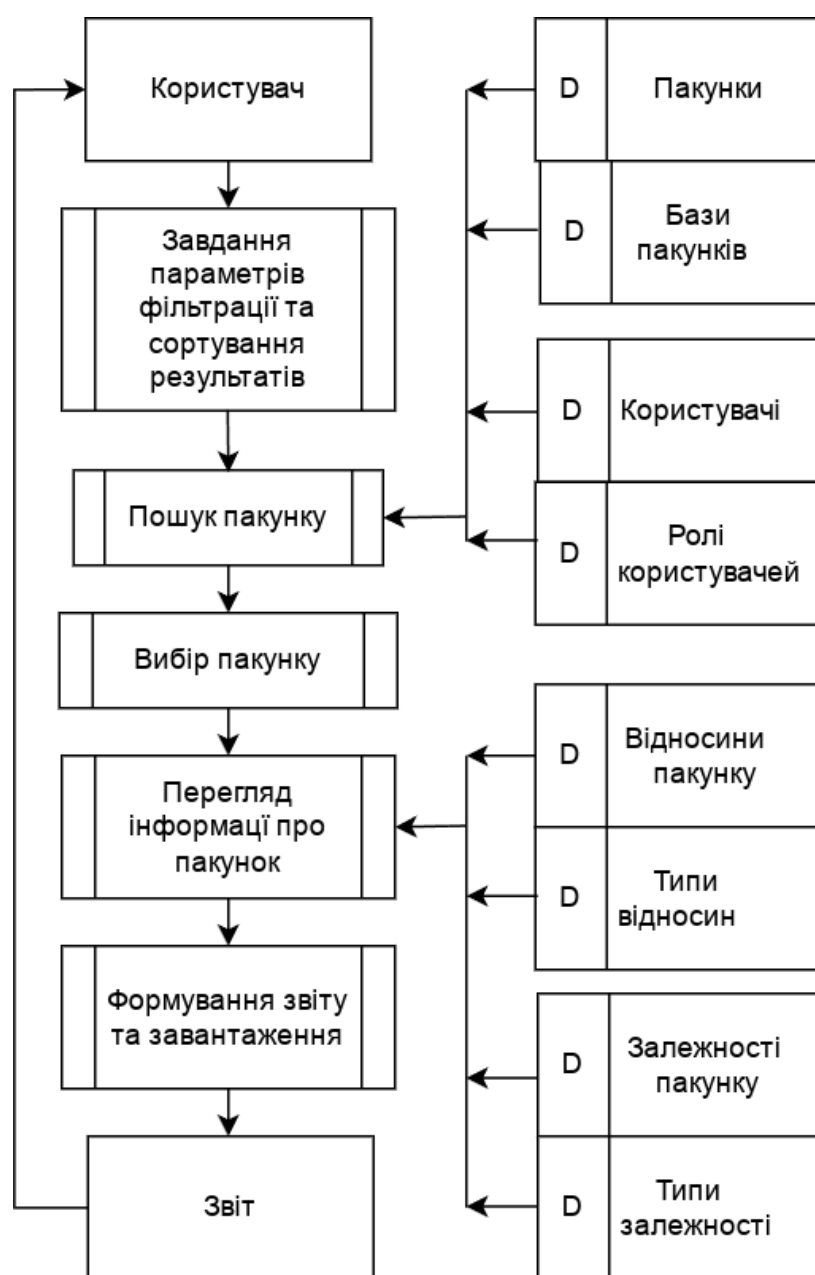 Користувач
Завдання
параметрів
фільтрації та
сортування
результатів
Пошук пакунку
Вибір пакунку
Перегляд
інформації про
пакунок
Формування звіту
та завантаження
Звіт
D
Пакунки
D
Бази
пакунків
D
Користувачі
D
Ролі
користувачей
D
Відносини
пакунку
D
Типи
відносин
D
Залежності
пакунку
D
Типи
залежності